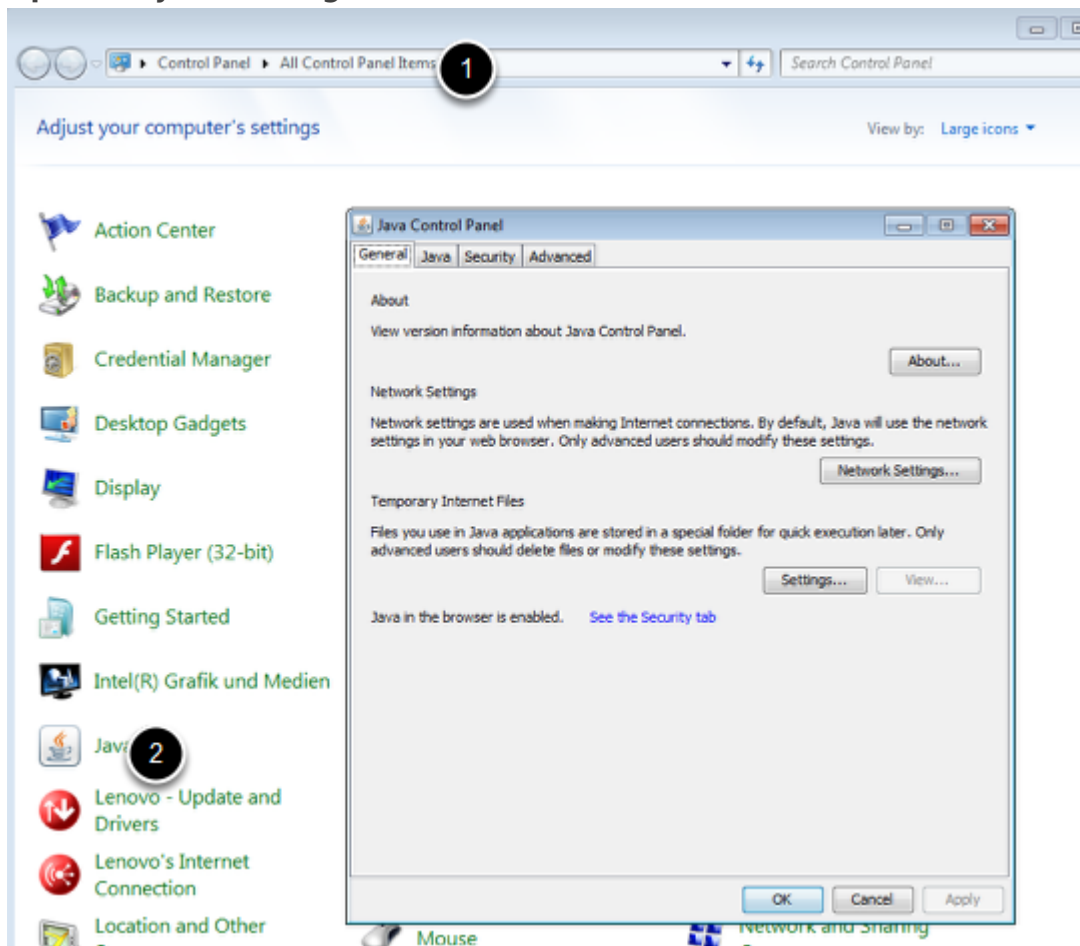 Control Panel ▸ All Control Panel Items
1
Search Control Panel
Adjust your computer's settings
View by: Large icons
Action Center
Backup and Restore
Credential Manager
Desktop Gadgets
Display
Flash Player (32-bit)
Getting Started
Intel(R) Grafik und Medien
Java
2
Lenovo - Update and
Drivers
Lenovo's Internet
Connection
Location and Other
Java Control Panel
General Java Security Advanced
About
View version information about Java Control Panel.
About...
Network Settings
Network settings are used when making Internet connections. By default, Java will use the network
settings in your web browser. Only advanced users should modify these settings.
Network Settings...
Temporary Internet Files
Files you use in Java applications are stored in a special folder for quick execution later. Only
advanced users should delete files or modify these settings.
Settings... View...
Java in the browser is enabled. See the Security tab
OK Cancel Apply
Mouse
Network and Sharing